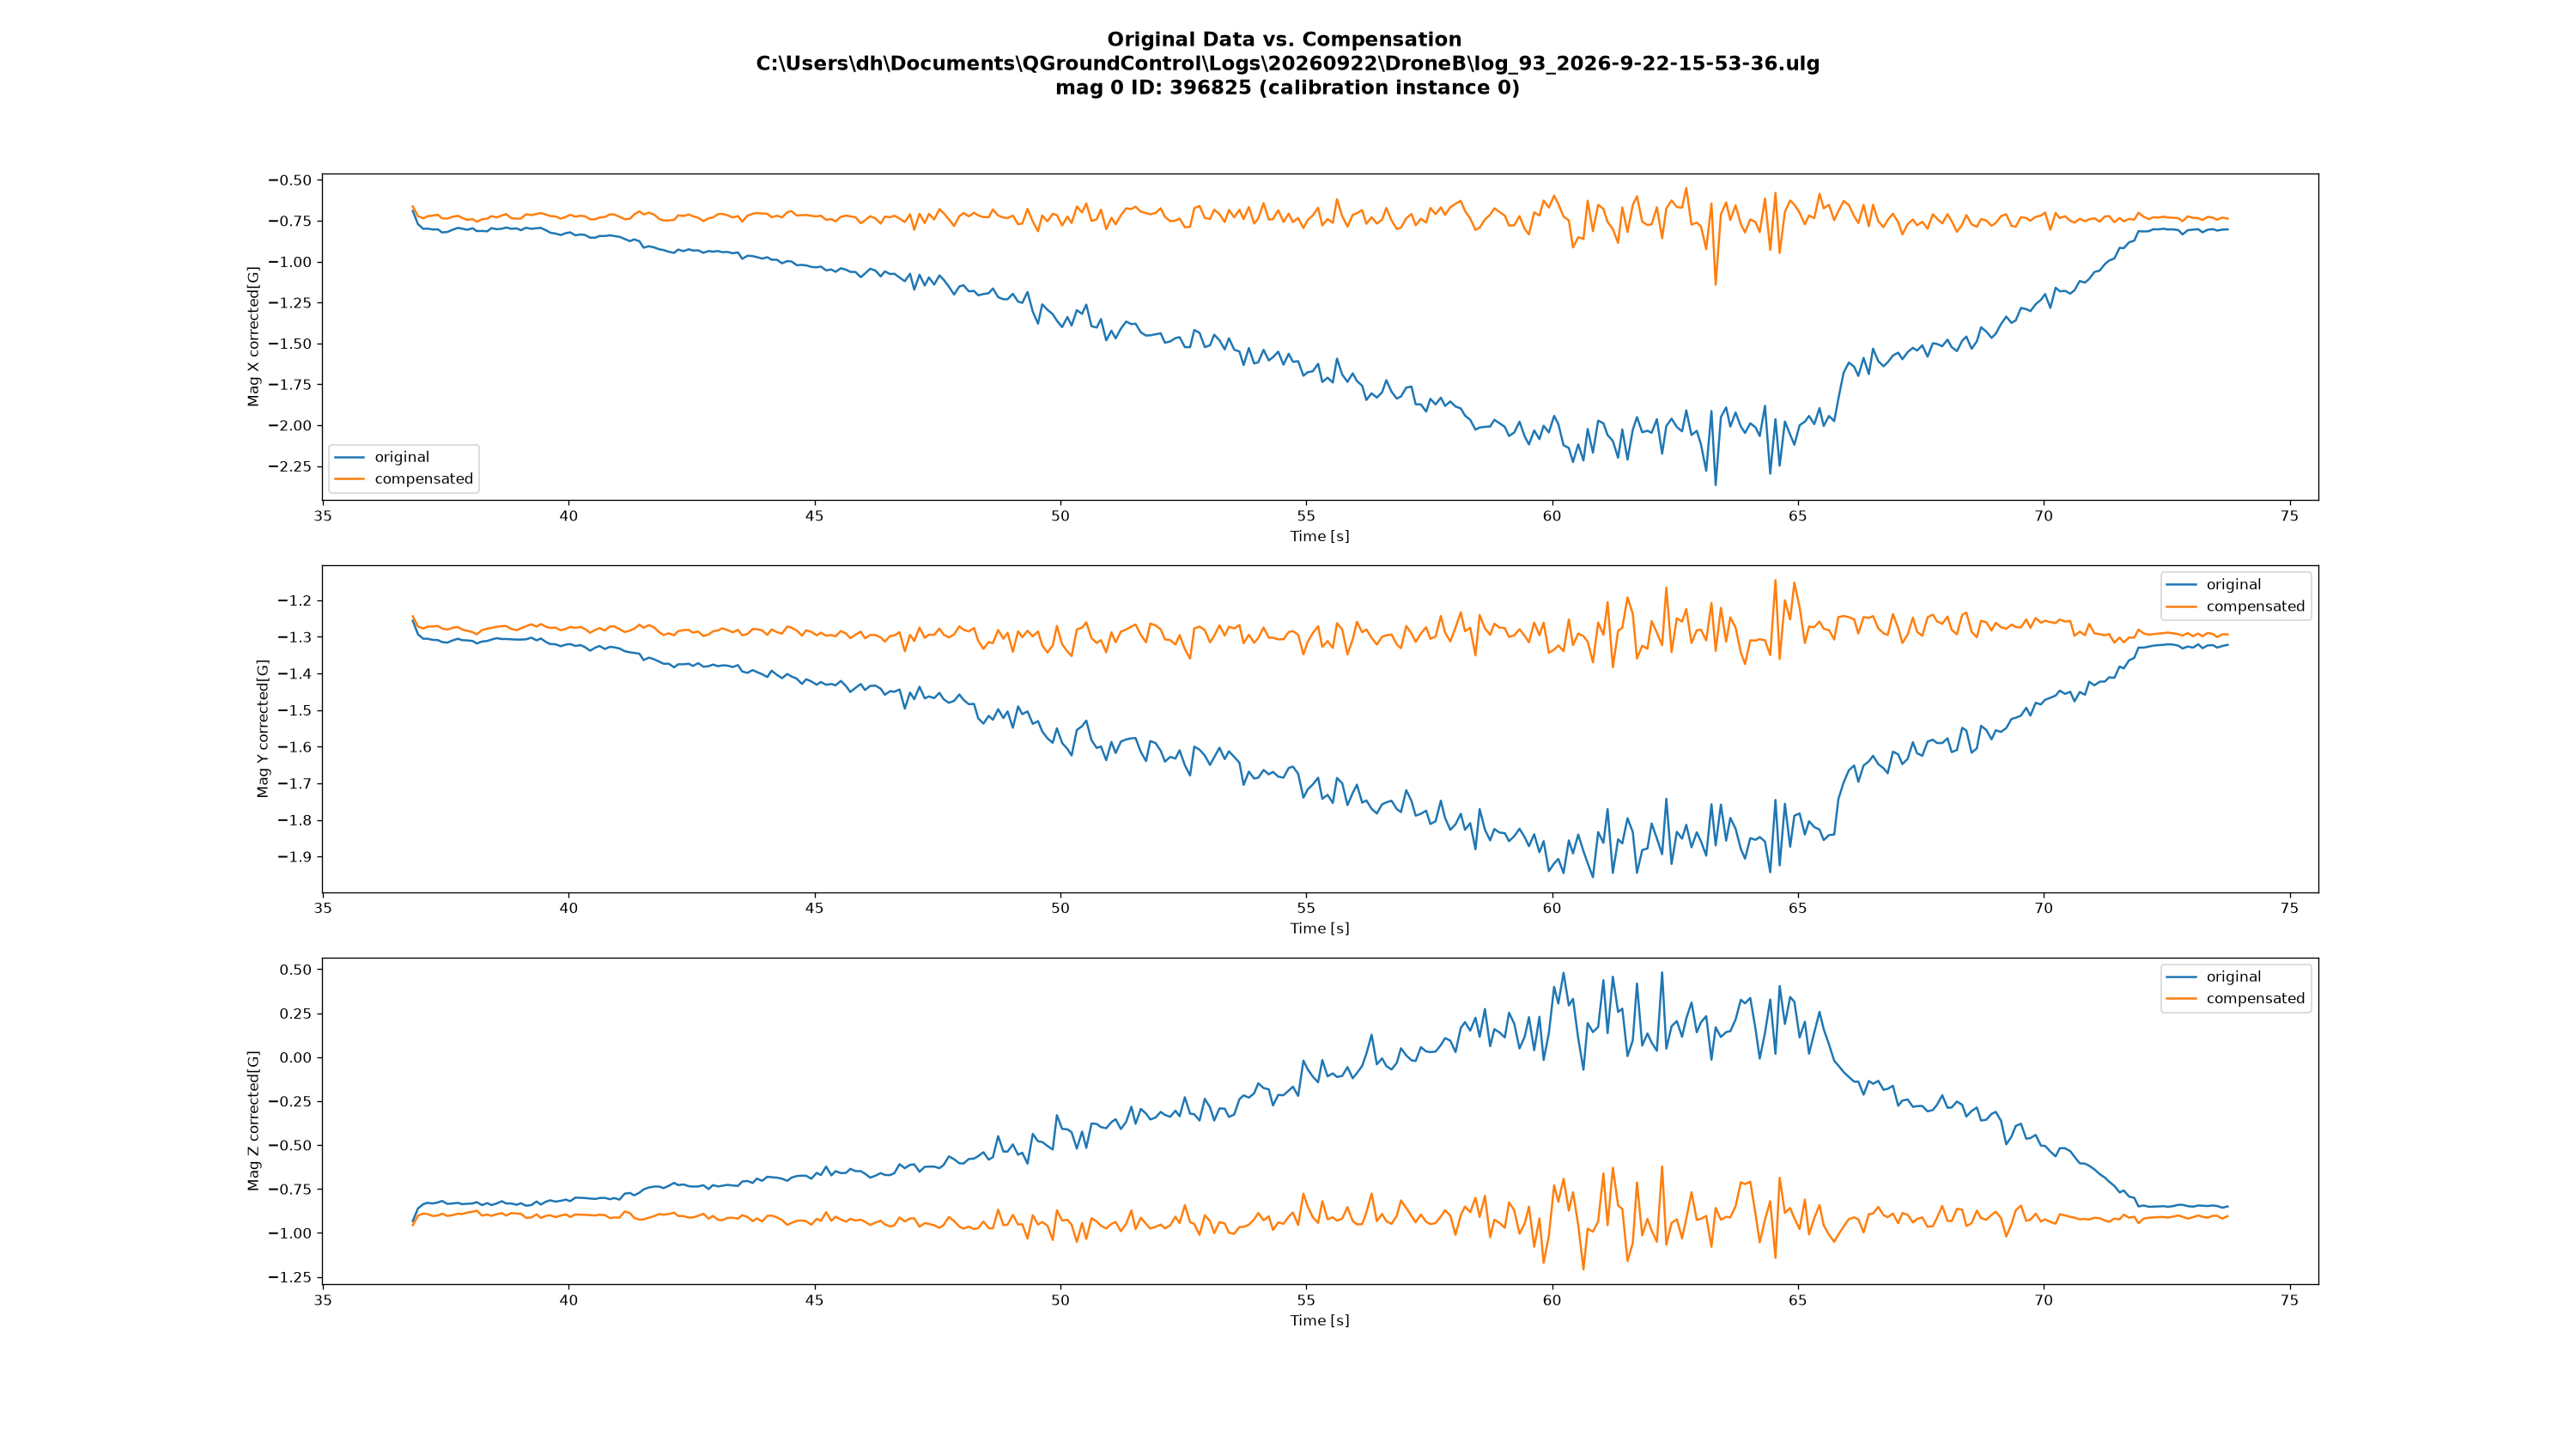 Original Data vs. Compensation
C:\Users\dh\Documents\QGroundControl\Logs\20260922\DroneB\log_93_2026-9-22-15-53-36.ulg
mag 0 ID: 396825 (calibration instance 0)
Mag X corrected[G]
−0.50
−0.75
−1.00
−1.25
−1.50
−1.75
−2.00
−2.25
original
compensated
35 40 45 50 55 60 65 70 75
Time [s]
Mag Y corrected[G]
−1.2
−1.3
−1.4
−1.5
−1.6
−1.7
−1.8
−1.9
original
compensated
35 40 45 50 55 60 65 70 75
Time [s]
Mag Z corrected[G]
0.50
0.25
0.00
−0.25
−0.50
−0.75
−1.00
−1.25
original
compensated
35 40 45 50 55 60 65 70 75
Time [s]